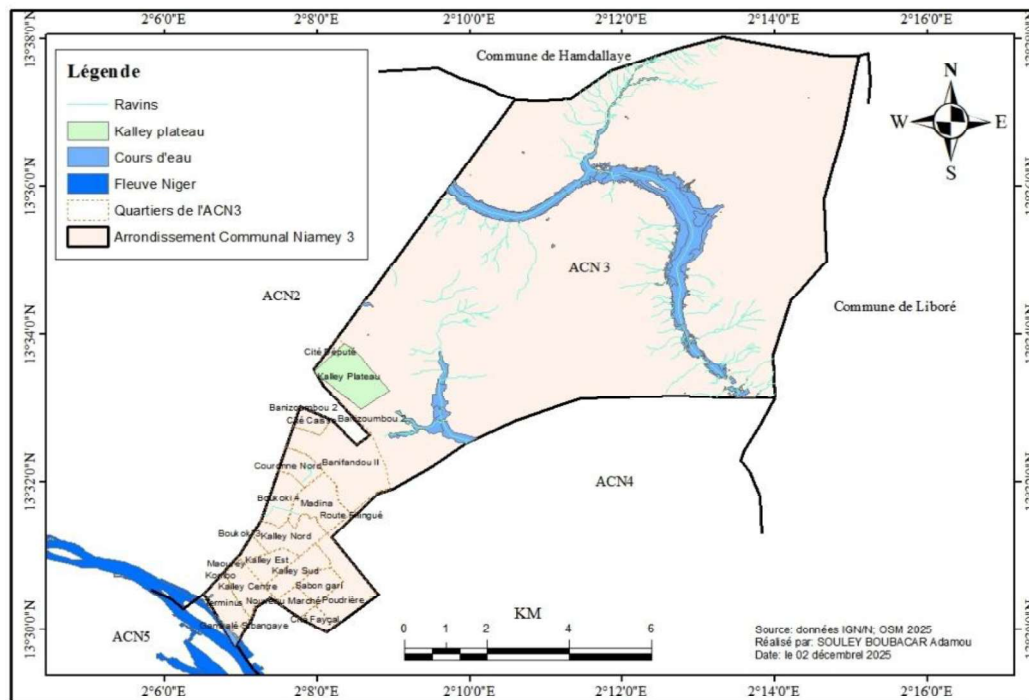 2°6'0"E 2°8'0"E 2°10'0"E 2°12'0"E 2°14'0"E 2°16'0"E
13°38'0"N
13°36'0"N
13°34'0"N
13°32'0"N
13°30'0"N
Légende
Ravins
Kalley plateau
Cours d'eau
Fleuve Niger
Quartiers de l'ACN3
Arrondissement Communal Niamey 3
Commune de Hamdallaye
N
W E
S
ACN 3
ACN2
Commune de Liboré
Cité Député
Kalley Plateau
Banizoumbou 2
Cité Caisse
Banizoumbou 2
Couronne Nord
Banifandou II
Boukoki 4
Madina
Route Filingué
Boukoki 3
Kalley Nord
Maourey
Kalley Est
Kombo
Kalley Sud
Kalley Centre
Sabon gari
Terminus
Nouveau Marché
Poudrière
Cité Fayçal
ACN4
ACN5
KM
0 1 2 4 6
Source: données IGN/N; OSM 2025
Réalisé par: SOULEY BOUBACAR Adamou
Date: le 02 décembrel 2025
2°6'0"E 2°8'0"E 2°10'0"E 2°12'0"E 2°14'0"E 2°16'0"E